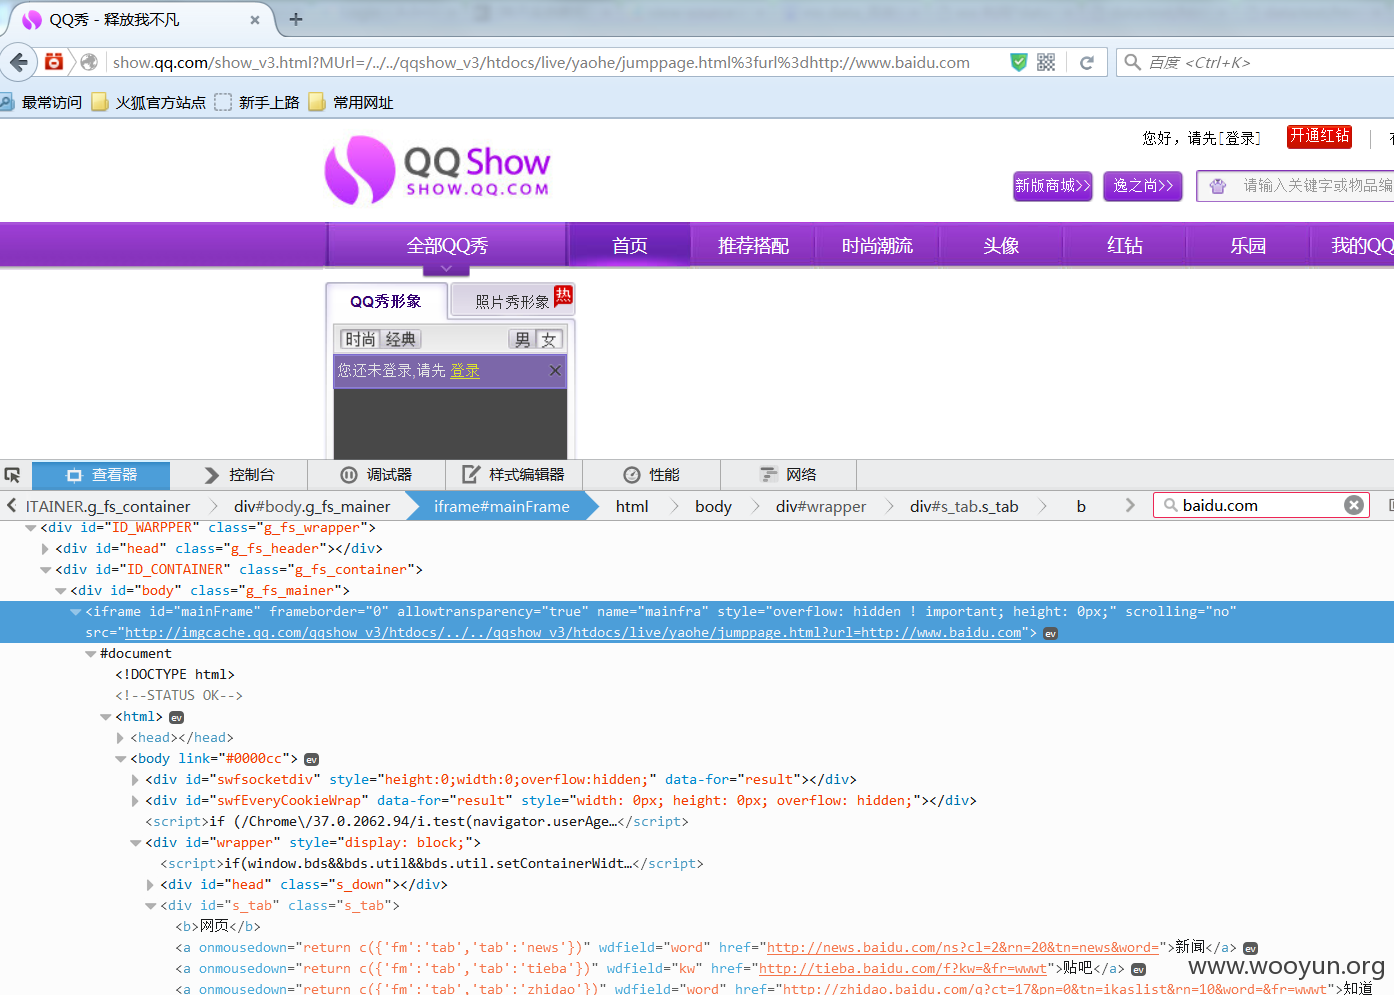 QQ秀 - 释放我不凡
show.qq.com/show_v3.html?MUrl=/../../qqshow_v3/htdocs/live/yaohe/jumppage.html%3furl%3dhttp://www.baidu.com
百度 <Ctrl+K>
最常访问 火狐官方站点 新手上路 常用网址
您好，请先[登录] 开通红钻
QQ Show
SHOW.QQ.COM
新版商城>> 逸之尚>> 请输入关键字或物品编
全部QQ秀 首页 推荐搭配 时尚潮流 头像 红钻 乐园 我的QQ
QQ秀形象 照片秀形象 热
时尚 经典 男 女
您还未登录,请先 登录
查看器 控制台 调试器 样式编辑器 性能 网络
ITAINER.g_fs_container div#body.g_fs_mainer iframe#mainFrame html body div#wrapper div#s_tab.s_tab b baidu.com
<div id="ID_WARPPER" class="g_fs_wrapper">
<div id="head" class="g_fs_header"></div>
<div id="ID_CONTAINER" class="g_fs_container">
<div id="body" class="g_fs_mainer">
<iframe id="mainFrame" frameborder="0" allowtransparency="true" name="mainfra" style="overflow: hidden ! important; height: 0px;" scrolling="no"
src="http://imgcache.qq.com/qqshow_v3/htdocs/../../qqshow_v3/htdocs/live/yaohe/jumppage.html?url=http://www.baidu.com"> ev
#document
<!DOCTYPE html>
<!--STATUS OK-->
<html> ev
<head></head>
<body link="#0000cc"> ev
<div id="swfsocketdiv" style="height:0;width:0;overflow:hidden;" data-for="result"></div>
<div id="swfEveryCookieWrap" data-for="result" style="width: 0px; height: 0px; overflow: hidden;"></div>
<script>if (/Chrome\/37.0.2062.94/i.test(navigator.userAge…</script>
<div id="wrapper" style="display: block;">
<script>if(window.bds&&bds.util&&bds.util.setContainerWidt…</script>
<div id="head" class="s_down"></div>
<div id="s_tab" class="s_tab">
<b>网页</b>
<a onmousedown="return c({'fm':'tab','tab':'news'})" wdfield="word" href="http://news.baidu.com/ns?cl=2&rn=20&tn=news&word=">新闻</a> ev
<a onmousedown="return c({'fm':'tab','tab':'tieba'})" wdfield="kw" href="http://tieba.baidu.com/f?kw=&fr=wwwt">贴吧</a> ev
<a onmousedown="return c({'fm':'tab','tab':'zhidao'})" wdfield="word" href="http://zhidao.baidu.com/q?ct=17&pn=0&tn=ikaslist&rn=10&word=&fr=wwwt">知道
www.wooyun.org